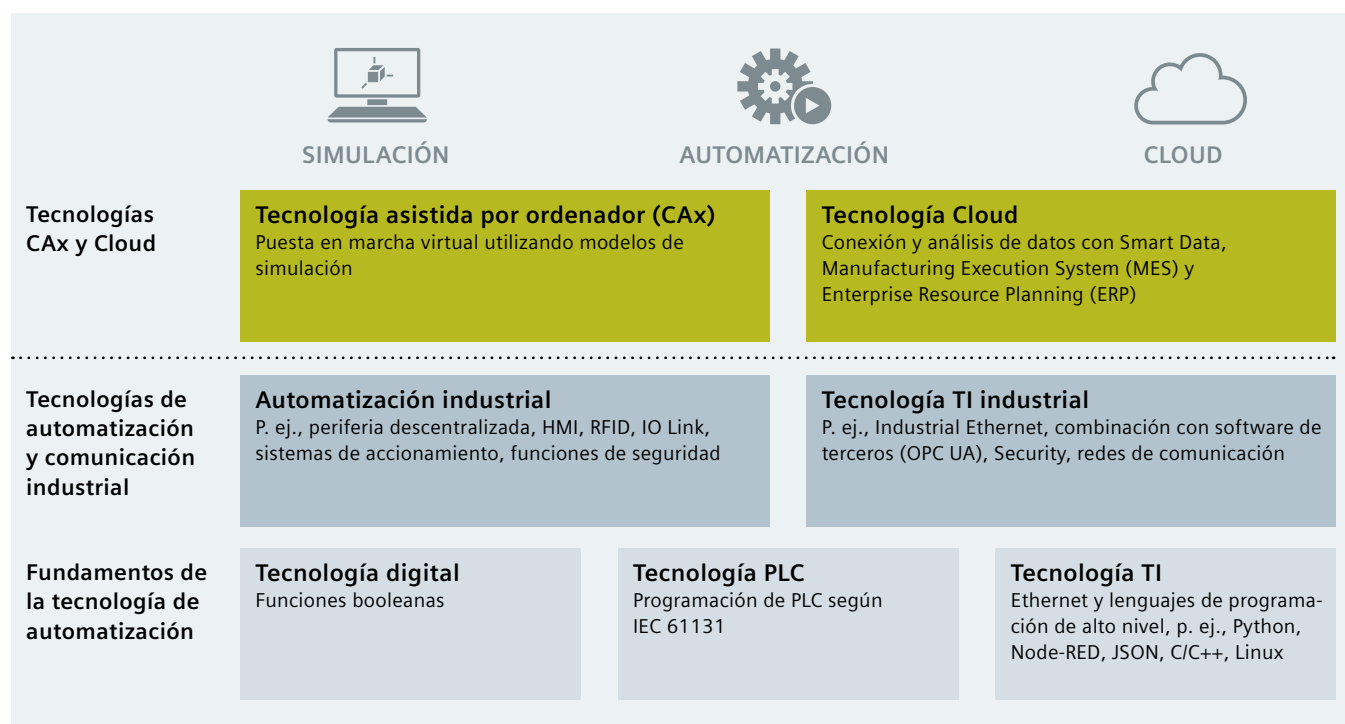 SIMULACIÓN
AUTOMATIZACIÓN
CLOUD
Tecnologías
CAx y Cloud
Tecnología asistida por ordenador (CAx)
Puesta en marcha virtual utilizando modelos de
simulación
Tecnología Cloud
Conexión y análisis de datos con Smart Data,
Manufacturing Execution System (MES) y
Enterprise Resource Planning (ERP)
Tecnologías de
automatización
y comunicación
industrial
Automatización industrial
P. ej., periferia descentralizada, HMI, RFID, IO Link,
sistemas de accionamiento, funciones de seguridad
Tecnología TI industrial
P. ej., Industrial Ethernet, combinación con software de
terceros (OPC UA), Security, redes de comunicación
Fundamentos de
la tecnología de
automatización
Tecnología digital
Funciones booleanas
Tecnología PLC
Programación de PLC según
IEC 61131
Tecnología TI
Ethernet y lenguajes de programa-
ción de alto nivel, p. ej., Python,
Node-RED, JSON, C/C++, Linux